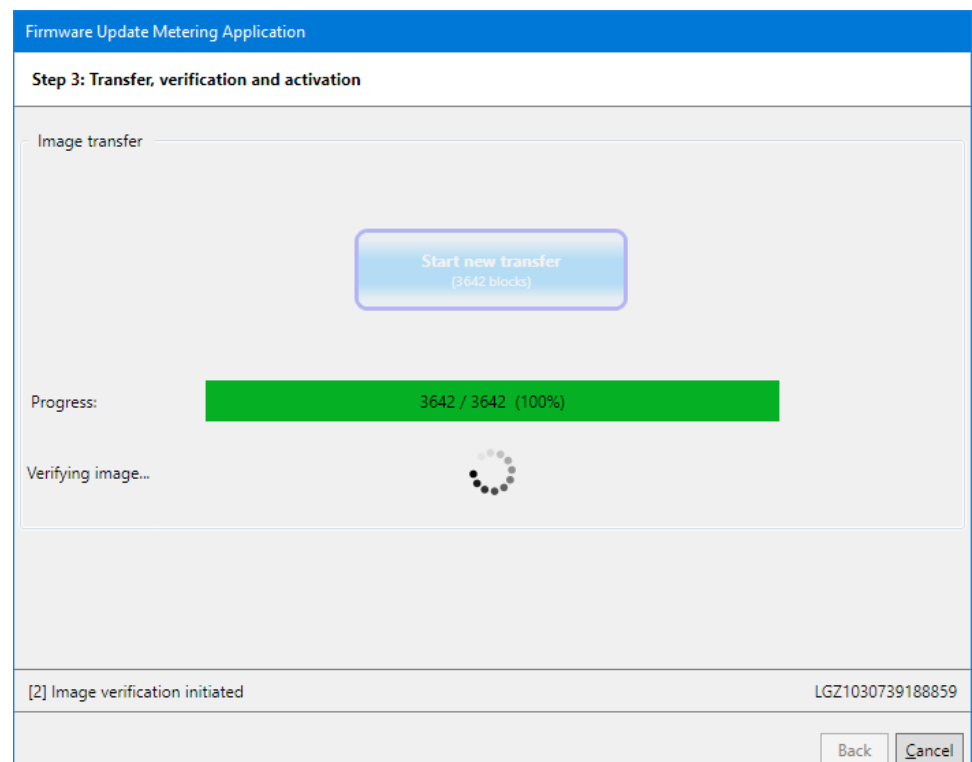 Firmware Update Metering Application
Step 3: Transfer, verification and activation
Image transfer
Start new transfer
(3642 blocks)
Progress:
3642 / 3642 (100%)
Verifying image...
[2] Image verification initiated
LGZ1030739188859
Back
Cancel